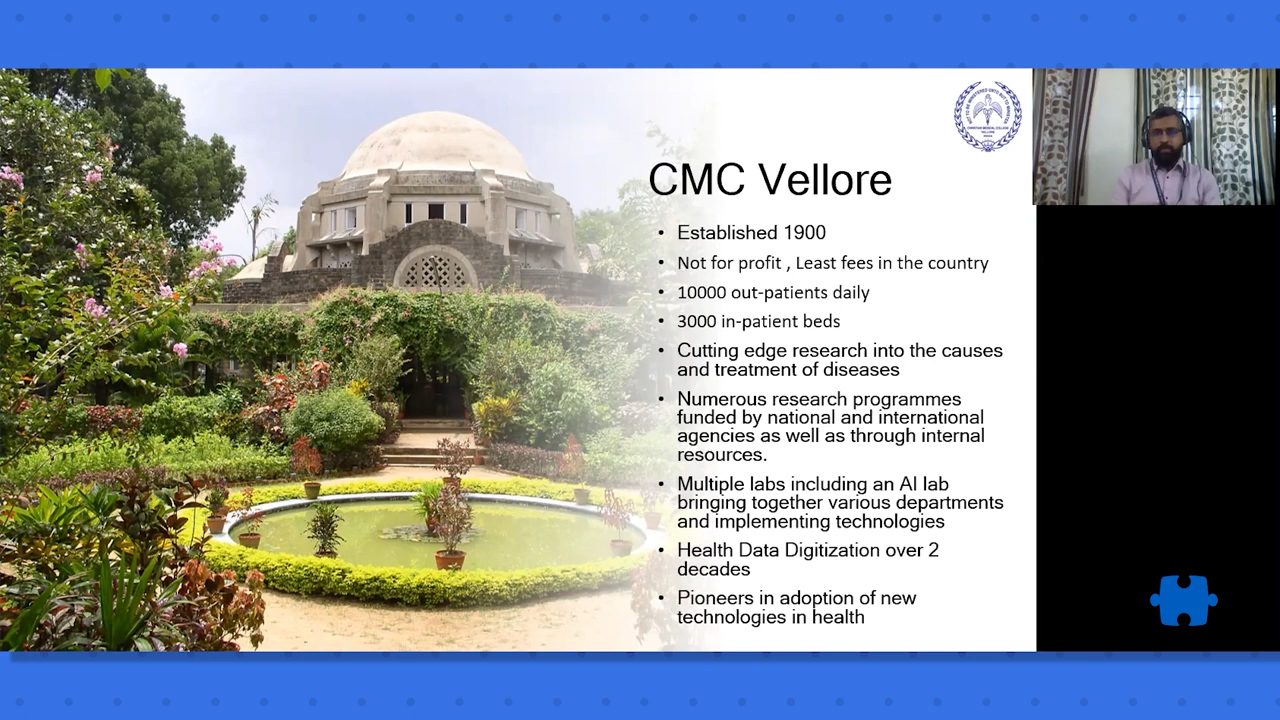 CMC Vellore
• Established 1900
• Not for profit , Least fees in the country
• 10000 out-patients daily
• 3000 in-patient beds
• Cutting edge research into the causes
and treatment of diseases
• Numerous research programmes
funded by national and international
agencies as well as through internal
resources.
• Multiple labs including an AI lab
bringing together various departments
and implementing technologies
• Health Data Digitization over 2
decades
• Pioneers in adoption of new
technologies in health